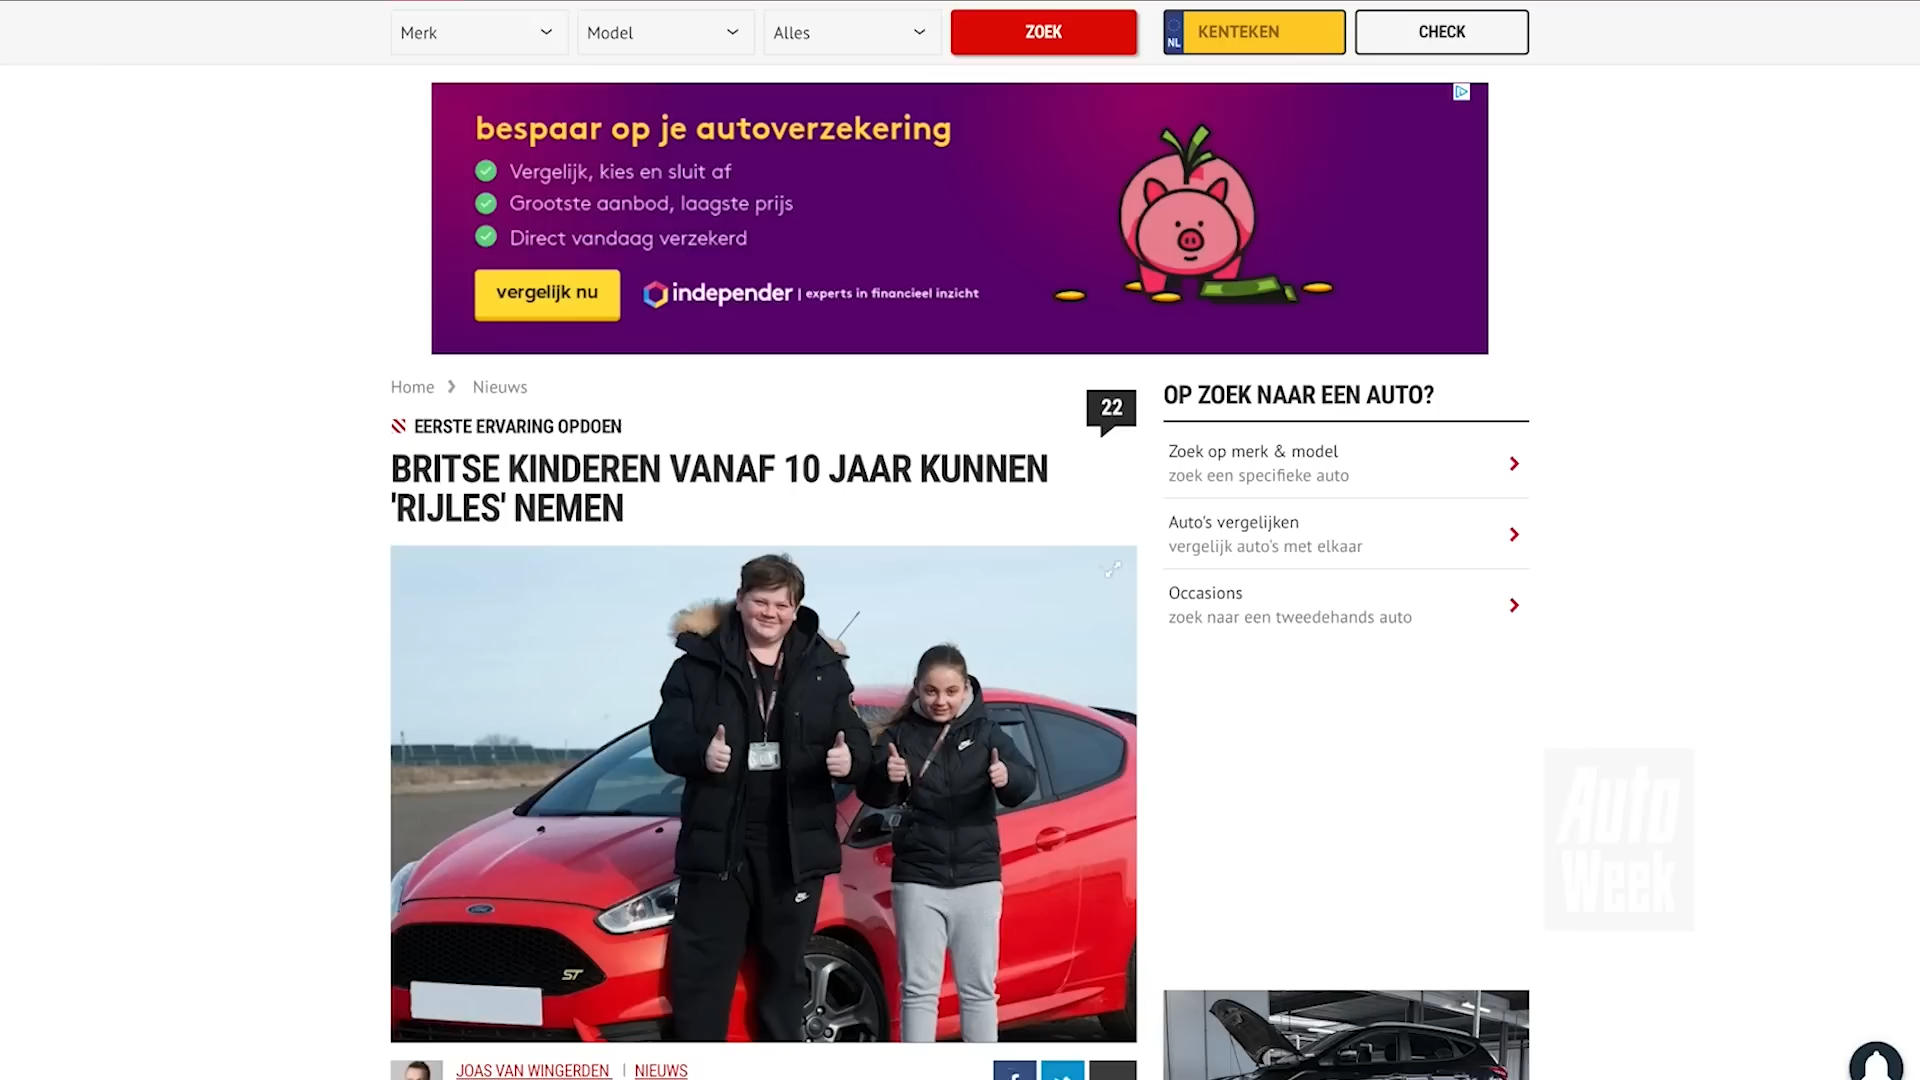 Merk
Model
Alles
ZOEK
NL
KENTEKEN
CHECK
bespaar op je autoverzekering
Vergelijk, kies en sluit af
Grootste aanbod, laagste prijs
Direct vandaag verzekerd
vergelijk nu
independer | experts in financieel inzicht
Home
Nieuws
22
EERSTE ERVARING OPDOEN
BRITSE KINDEREN VANAF 10 JAAR KUNNEN
'RIJLES' NEMEN
OP ZOEK NAAR EEN AUTO?
Zoek op merk & model
zoek een specifieke auto
Auto's vergelijken
vergelijk auto's met elkaar
Occasions
zoek naar een tweedehands auto
Ford
ST
Auto
Week
JOAS VAN WINGERDEN | NIEUWS